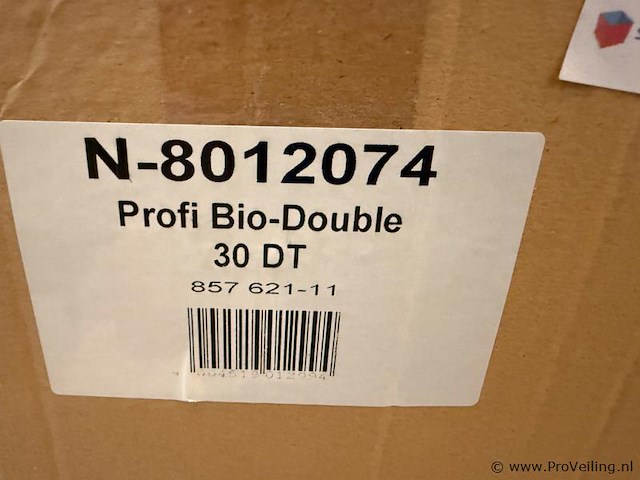 N-8012074
Profi Bio-Double
30 DT
857 621-11
© www.ProVeiling.nl